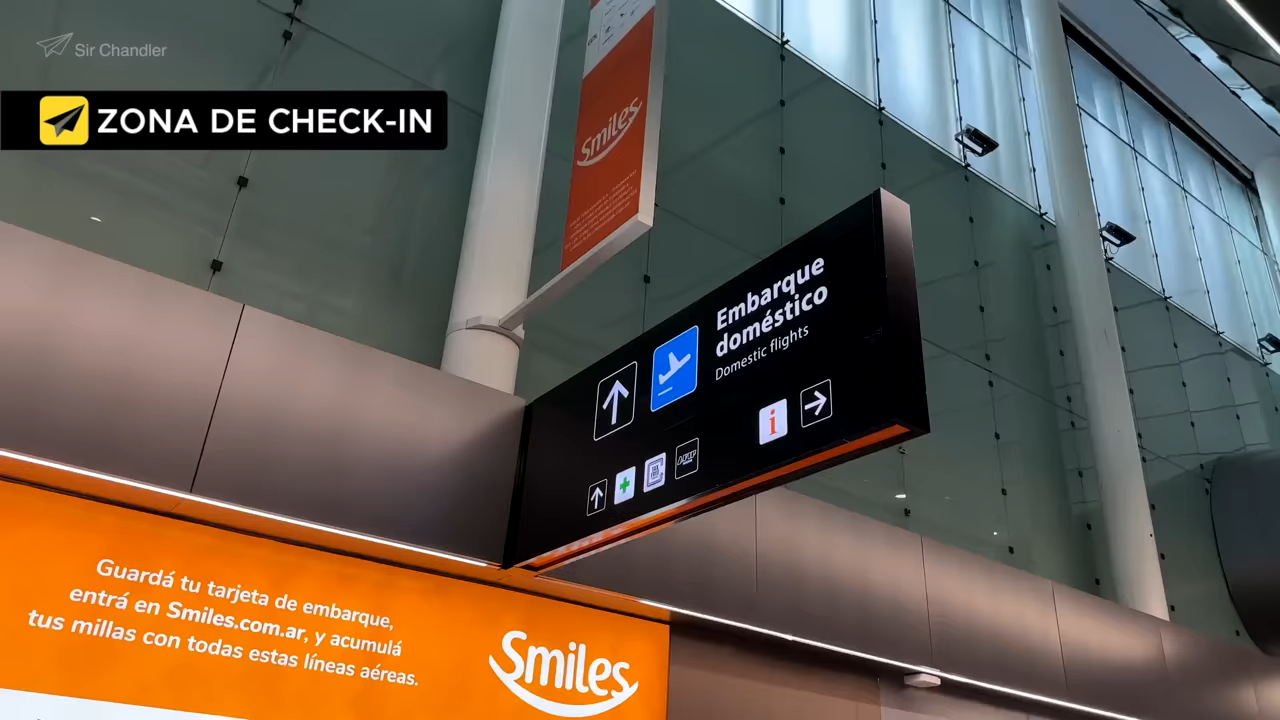 Sir Chandler
ZONA DE CHECK-IN
Smiles
Embarque
doméstico
Domestic flights
i
Guardá tu tarjeta de embarque,
entrá en Smiles.com.ar, y acumulá
tus millas con todas estas líneas aéreas.
Smiles